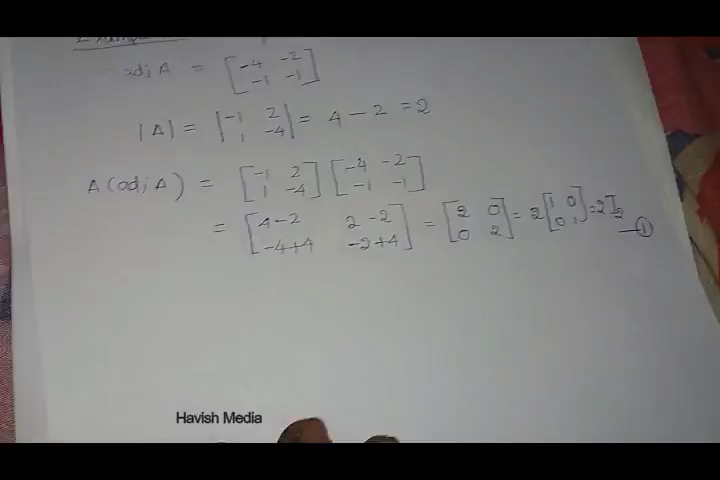 adj A = [-4 -2
-1 -1]
|A| = |-1 2
1 -4| = 4 - 2 = 2
A (adj A) = [-1 2
1 -4] [-4 -2
-1 -1]
= [4-2 2-2
-4+4 -2+4] = [2 0
0 2] = 2 [1 0
0 1] = 2I₂ —①
Havish Media